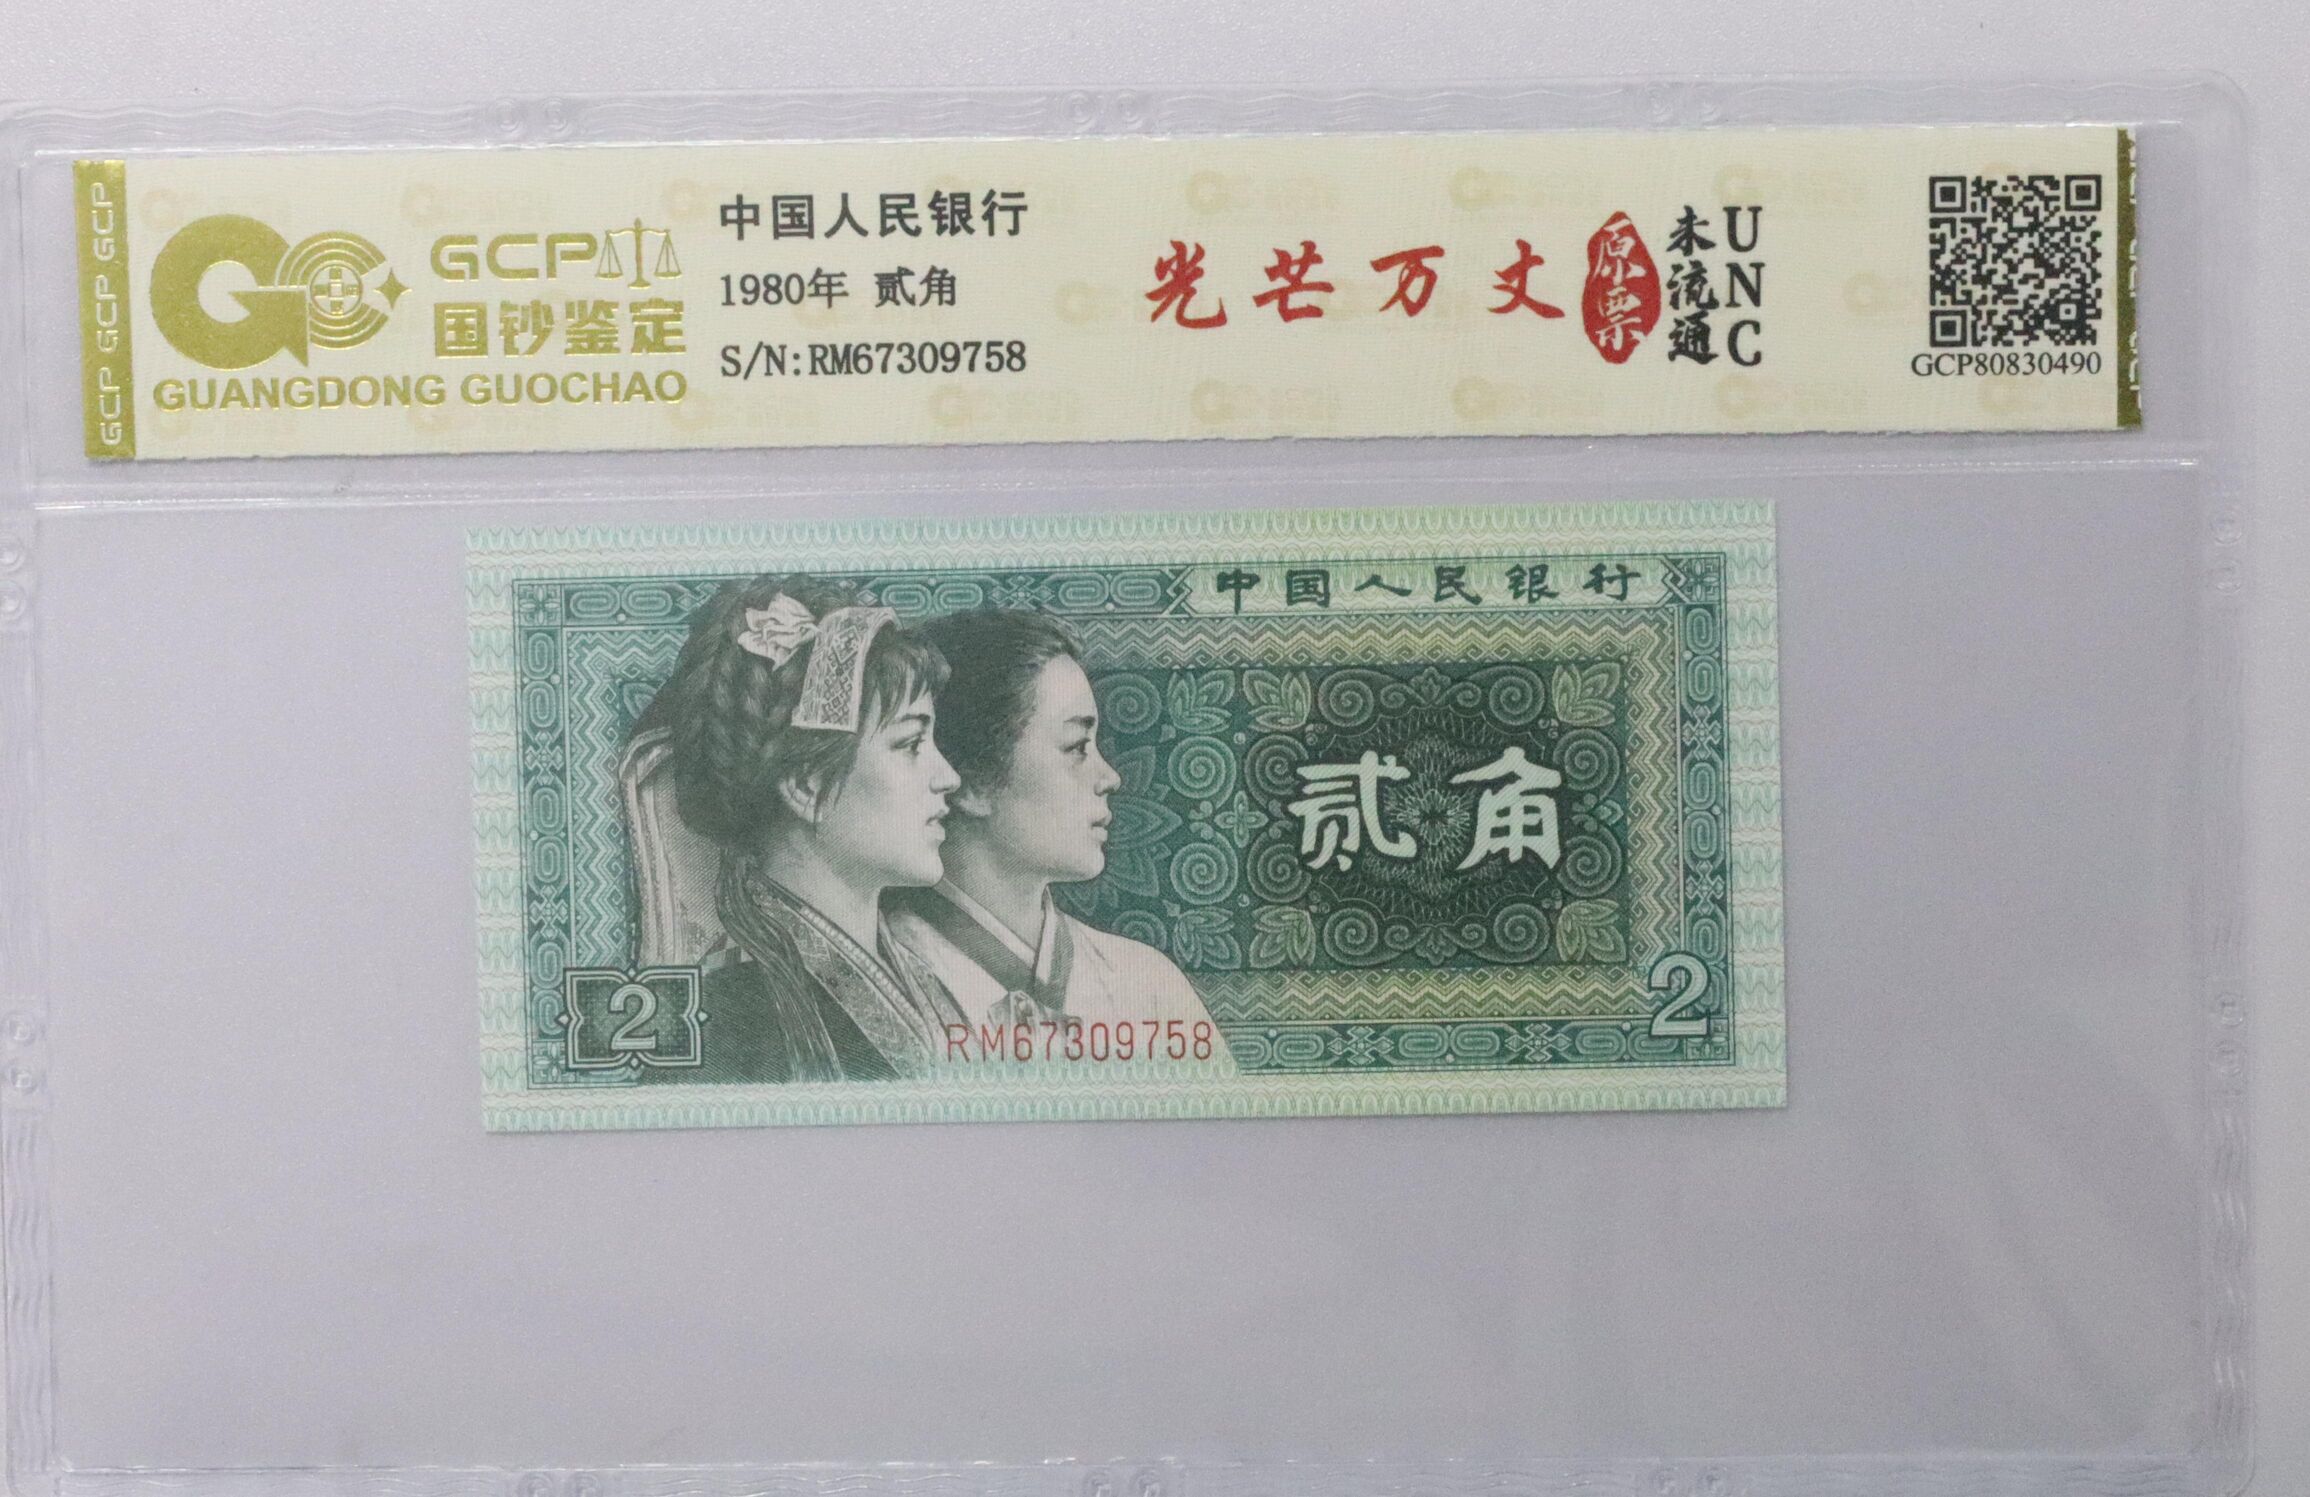 GCP GCP GCP
GCP
国钞鉴定
GUANGDONG GUOCHAO
中国人民银行
1980年 贰角
S/N:RM67309758
光芒万丈
原票
未流通
UNC
GCP80830490
中国人民银行
贰角
2
2
RM67309758